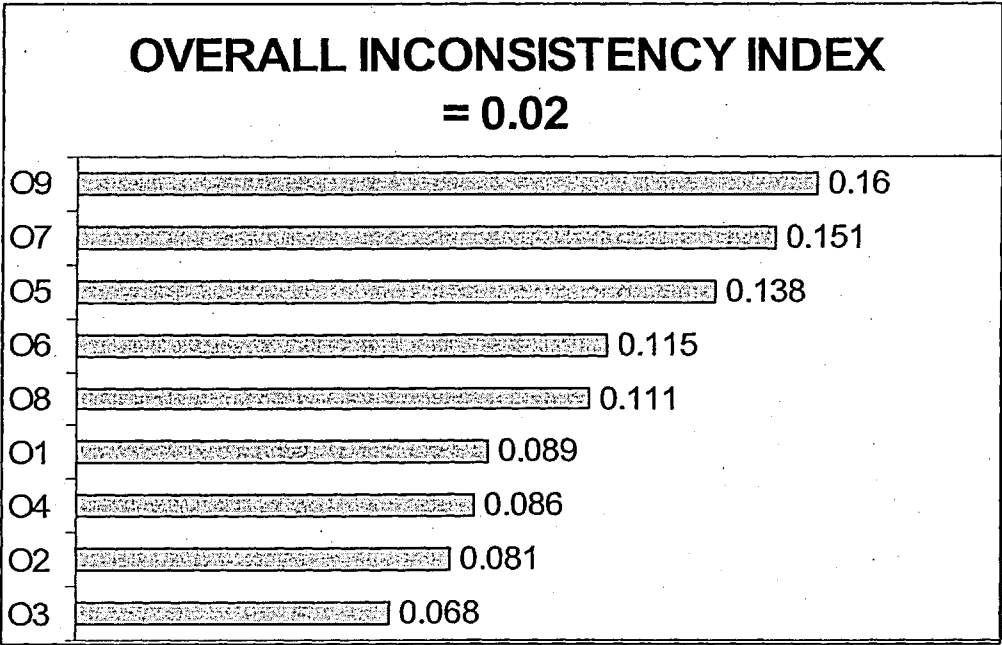 OVERALL INCONSISTENCY INDEX
= 0.02
O9 0.16
O7 0.151
O5 0.138
O6 0.115
O8 0.111
O1 0.089
O4 0.086
O2 0.081
O3 0.068